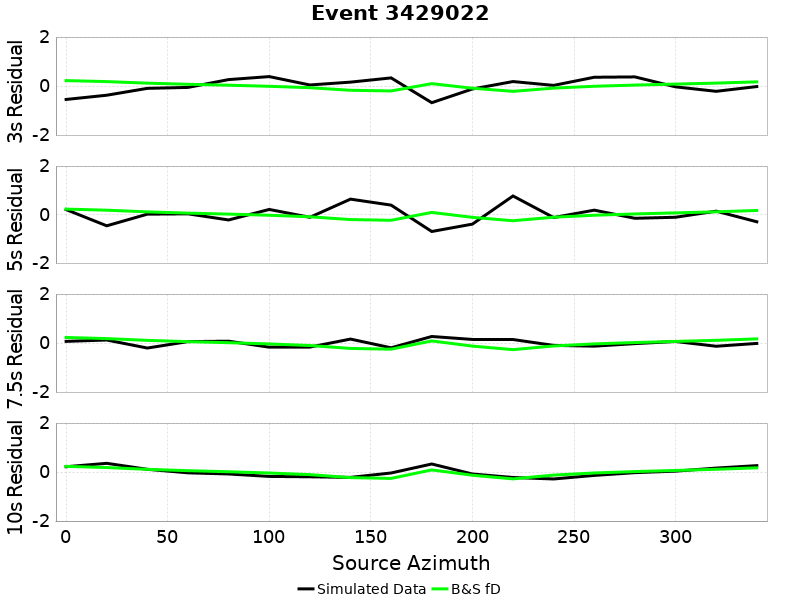 Event 3429022
3s Residual
2
0
-2
5s Residual
2
0
-2
7.5s Residual
2
0
-2
10s Residual
2
0
-2
0 50 100 150 200 250 300
Source Azimuth
Simulated Data B&S fD